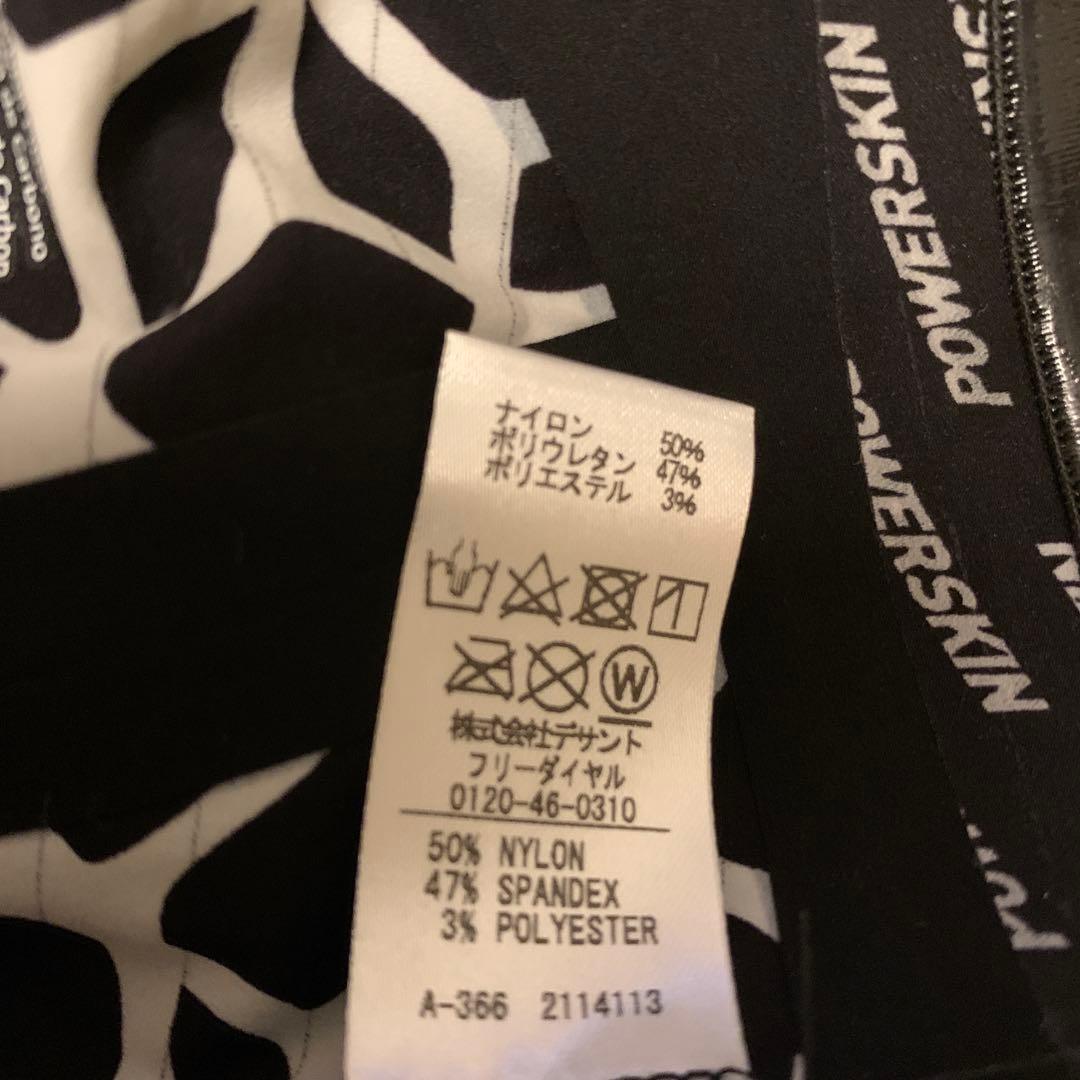 Carbono
Carbon
POWERSKIN
POWERSKIN
ナイロン 50%
ポリウレタン 47%
ポリエステル 3%
W
株式会社デサント
フリーダイヤル
0120-46-0310
50% NYLON
47% SPANDEX
3% POLYESTER
A-366 2114113